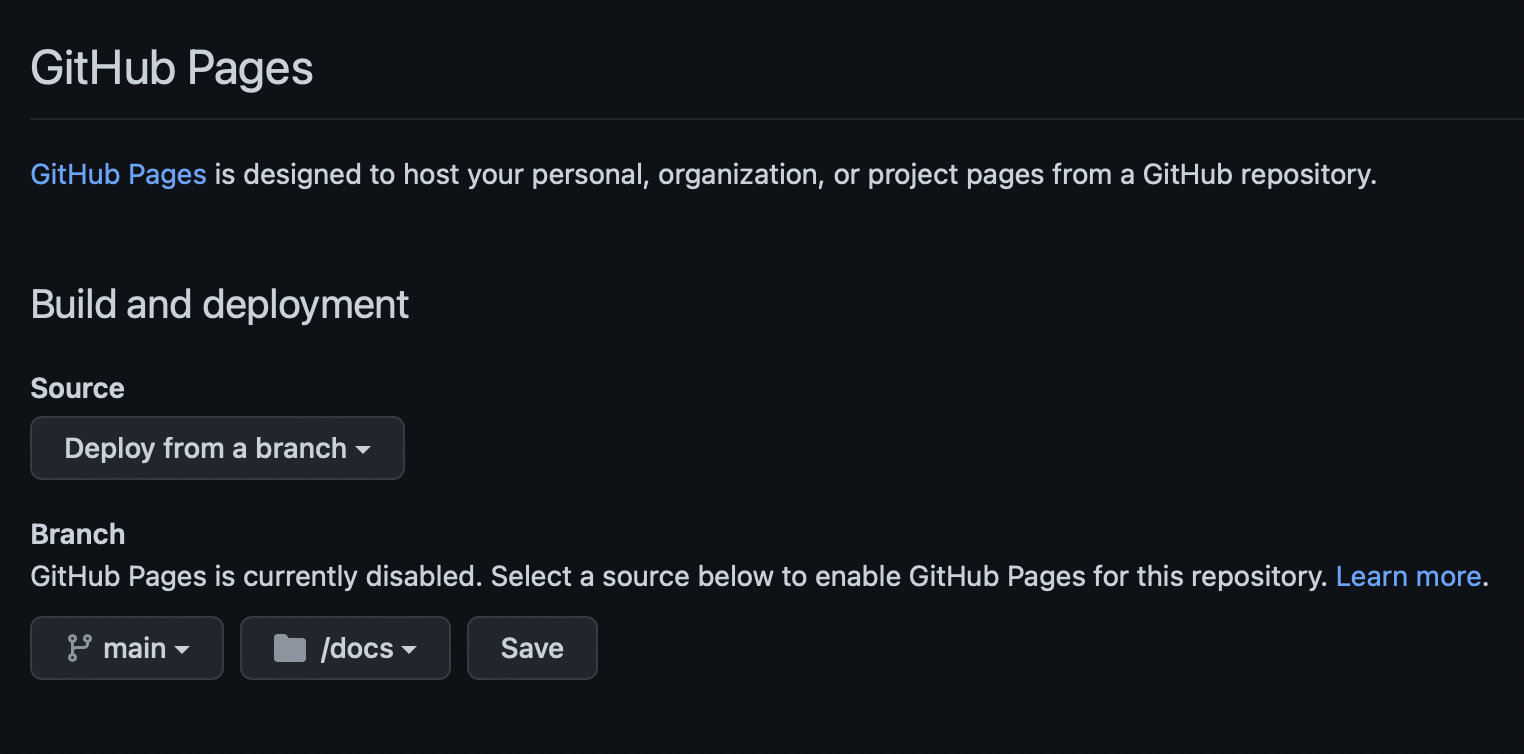 GitHub Pages
GitHub Pages is designed to host your personal, organization, or project pages from a GitHub repository.
Build and deployment
Source
Deploy from a branch
Branch
GitHub Pages is currently disabled. Select a source below to enable GitHub Pages for this repository. Learn more.
main /docs Save